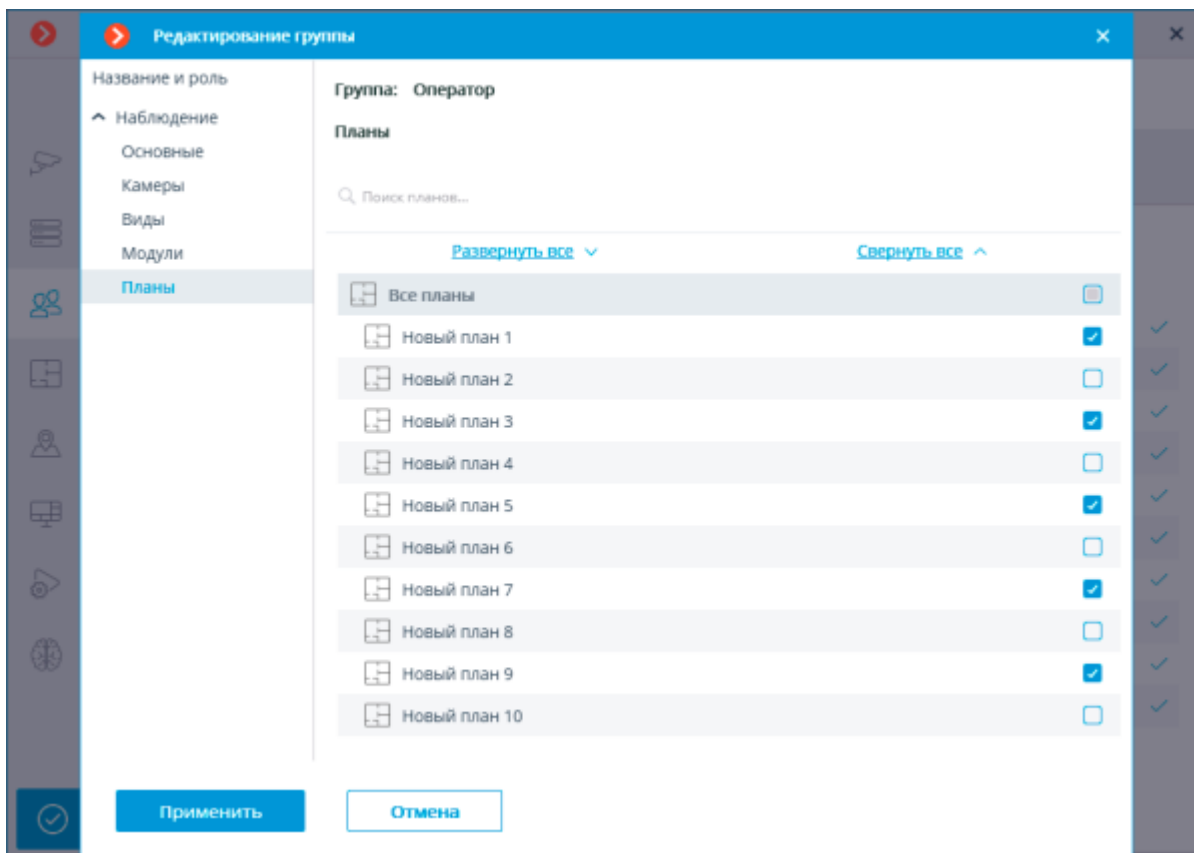 Редактирование группы
Название и роль
Наблюдение
Основные
Камеры
Виды
Модули
Планы
Группа: Оператор
Планы
Поиск планов...
Развернуть все
Свернуть все
Все планы
Новый план 1
Новый план 2
Новый план 3
Новый план 4
Новый план 5
Новый план 6
Новый план 7
Новый план 8
Новый план 9
Новый план 10
Применить
Отмена